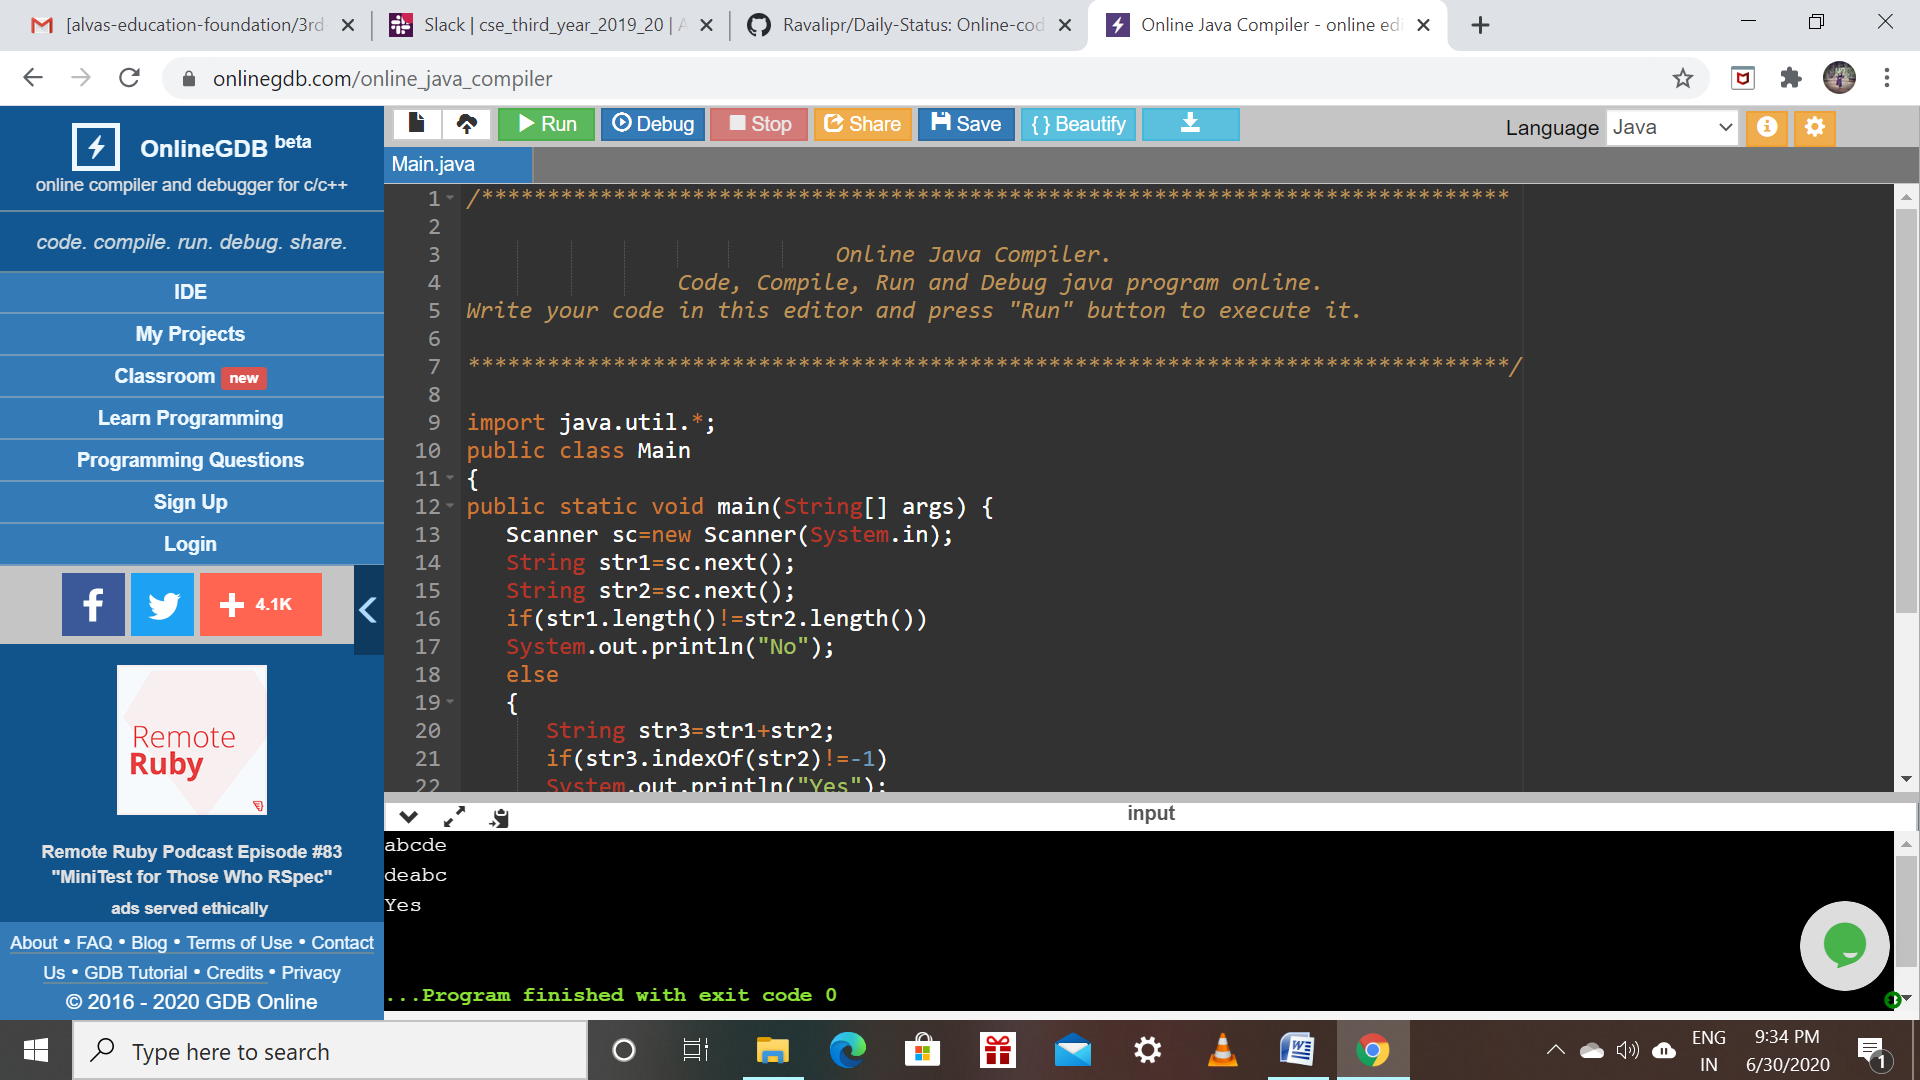 [alvas-education-foundation/3rd
Slack | cse_third_year_2019_20 | A
Ravalipr/Daily-Status: Online-cod
Online Java Compiler - online edi
onlinegdb.com/online_java_compiler
OnlineGDB beta
online compiler and debugger for c/c++
code. compile. run. debug. share.
IDE
My Projects
Classroom new
Learn Programming
Programming Questions
Sign Up
Login
4.1K
Remote
Ruby
Remote Ruby Podcast Episode #83
"MiniTest for Those Who RSpec"
ads served ethically
About • FAQ • Blog • Terms of Use • Contact
Us • GDB Tutorial • Credits • Privacy
© 2016 - 2020 GDB Online
Run Debug Stop Share Save { } Beautify
Language Java
Main.java
1 /******************************************************************************
2
3 Online Java Compiler.
4 Code, Compile, Run and Debug java program online.
5 Write your code in this editor and press "Run" button to execute it.
6
7 *******************************************************************************/
8
9 import java.util.*;
10 public class Main
11 {
12 public static void main(String[] args) {
13 Scanner sc=new Scanner(System.in);
14 String str1=sc.next();
15 String str2=sc.next();
16 if(str1.length()!=str2.length())
17 System.out.println("No");
18 else
19 {
20 String str3=str1+str2;
21 if(str3.indexOf(str2)!=-1)
22 System.out.println("Yes");
input
abcde
deabc
Yes
...Program finished with exit code 0
Type here to search
ENG
IN
9:34 PM
6/30/2020
1